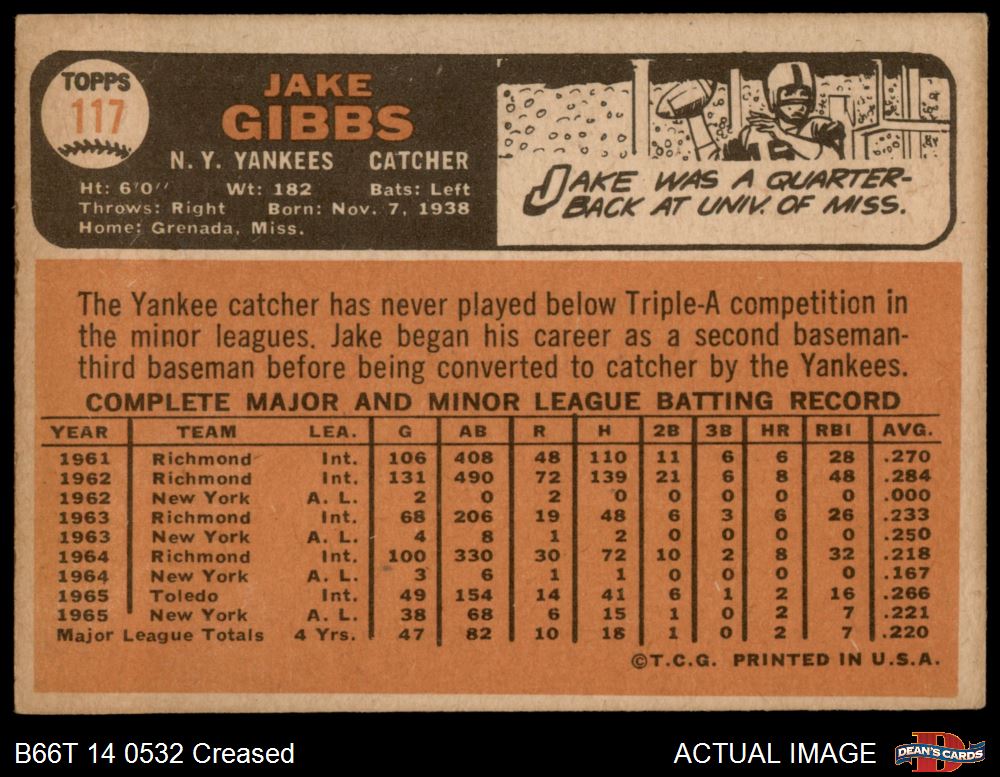 TOPPS
117
JAKE
GIBBS
N. Y. YANKEES CATCHER
Ht: 6'0" Wt: 182 Bats: Left
Throws: Right Born: Nov. 7, 1938
Home: Grenada, Miss.
JAKE WAS A QUARTER-
BACK AT UNIV. OF MISS.
The Yankee catcher has never played below Triple-A competition in
the minor leagues. Jake began his career as a second baseman-
third baseman before being converted to catcher by the Yankees.
COMPLETE MAJOR AND MINOR LEAGUE BATTING RECORD
YEAR TEAM LEA. G AB R H 2B 3B HR RBI AVG.
1961 Richmond Int. 106 408 48 110 11 6 6 28 .270
1962 Richmond Int. 131 490 72 139 21 6 8 48 .284
1962 New York A. L. 2 0 2 0 0 0 0 0 .000
1963 Richmond Int. 68 206 19 48 6 3 6 26 .233
1963 New York A. L. 4 8 1 2 0 0 0 0 .250
1964 Richmond Int. 100 330 30 72 10 2 8 32 .218
1964 New York A. L. 3 6 1 1 0 0 0 0 .167
1965 Toledo Int. 49 154 14 41 6 1 2 16 .266
1965 New York A. L. 38 68 6 15 1 0 2 7 .221
Major League Totals 4 Yrs. 47 82 10 18 1 0 2 7 .220
©T.C.G. PRINTED IN U.S.A.
B66T 14 0532 Creased
ACTUAL IMAGE
DEAN'S CARDS